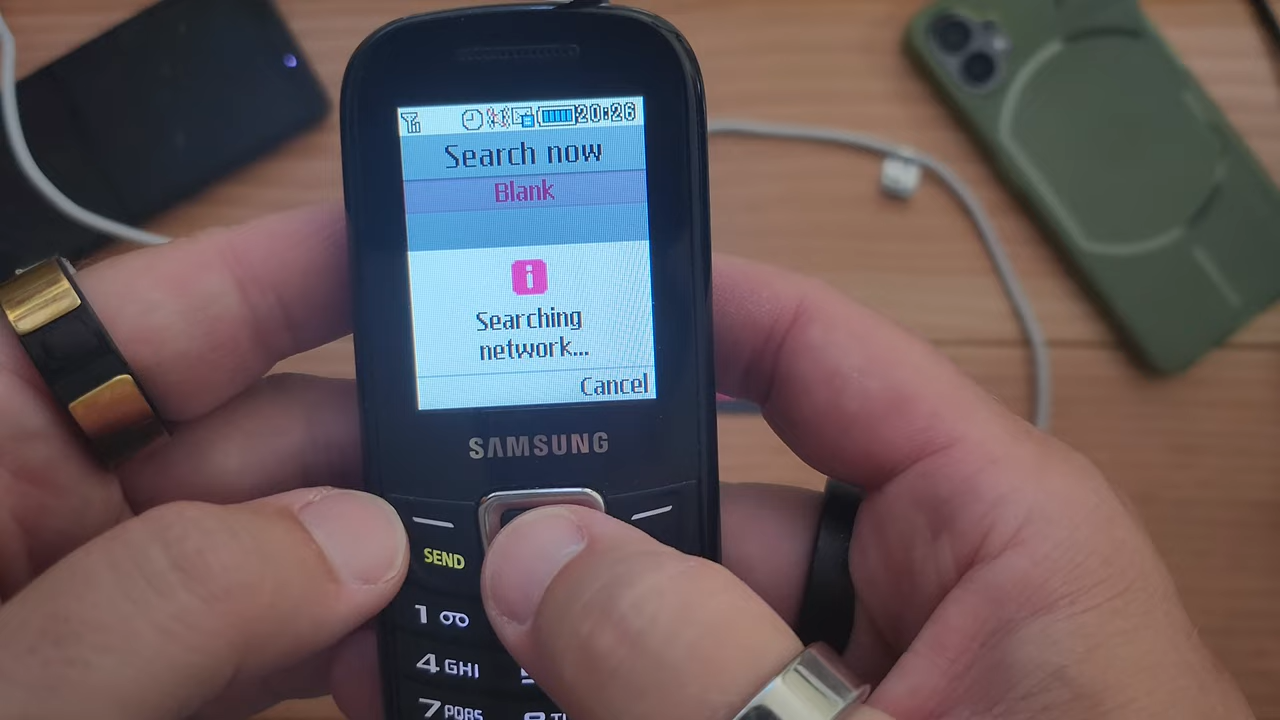 20:26
Search now
Blank
i
Searching
network...
Cancel
SAMSUNG
SEND
1
4 GHI
7 PQRS